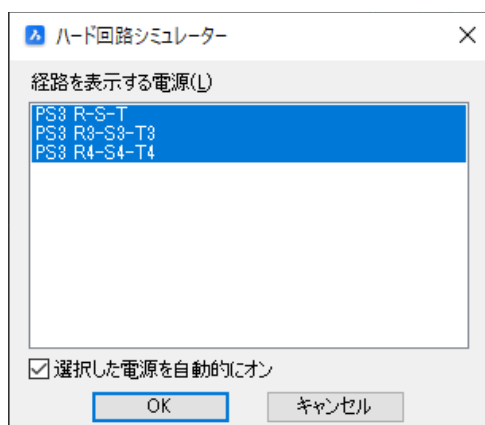 ハード回路シミュレーター
経路を表示する電源(L)
PS3 R-S-T
PS3 R3-S3-T3
PS3 R4-S4-T4
選択した電源を自動的にオン
OK
キャンセル